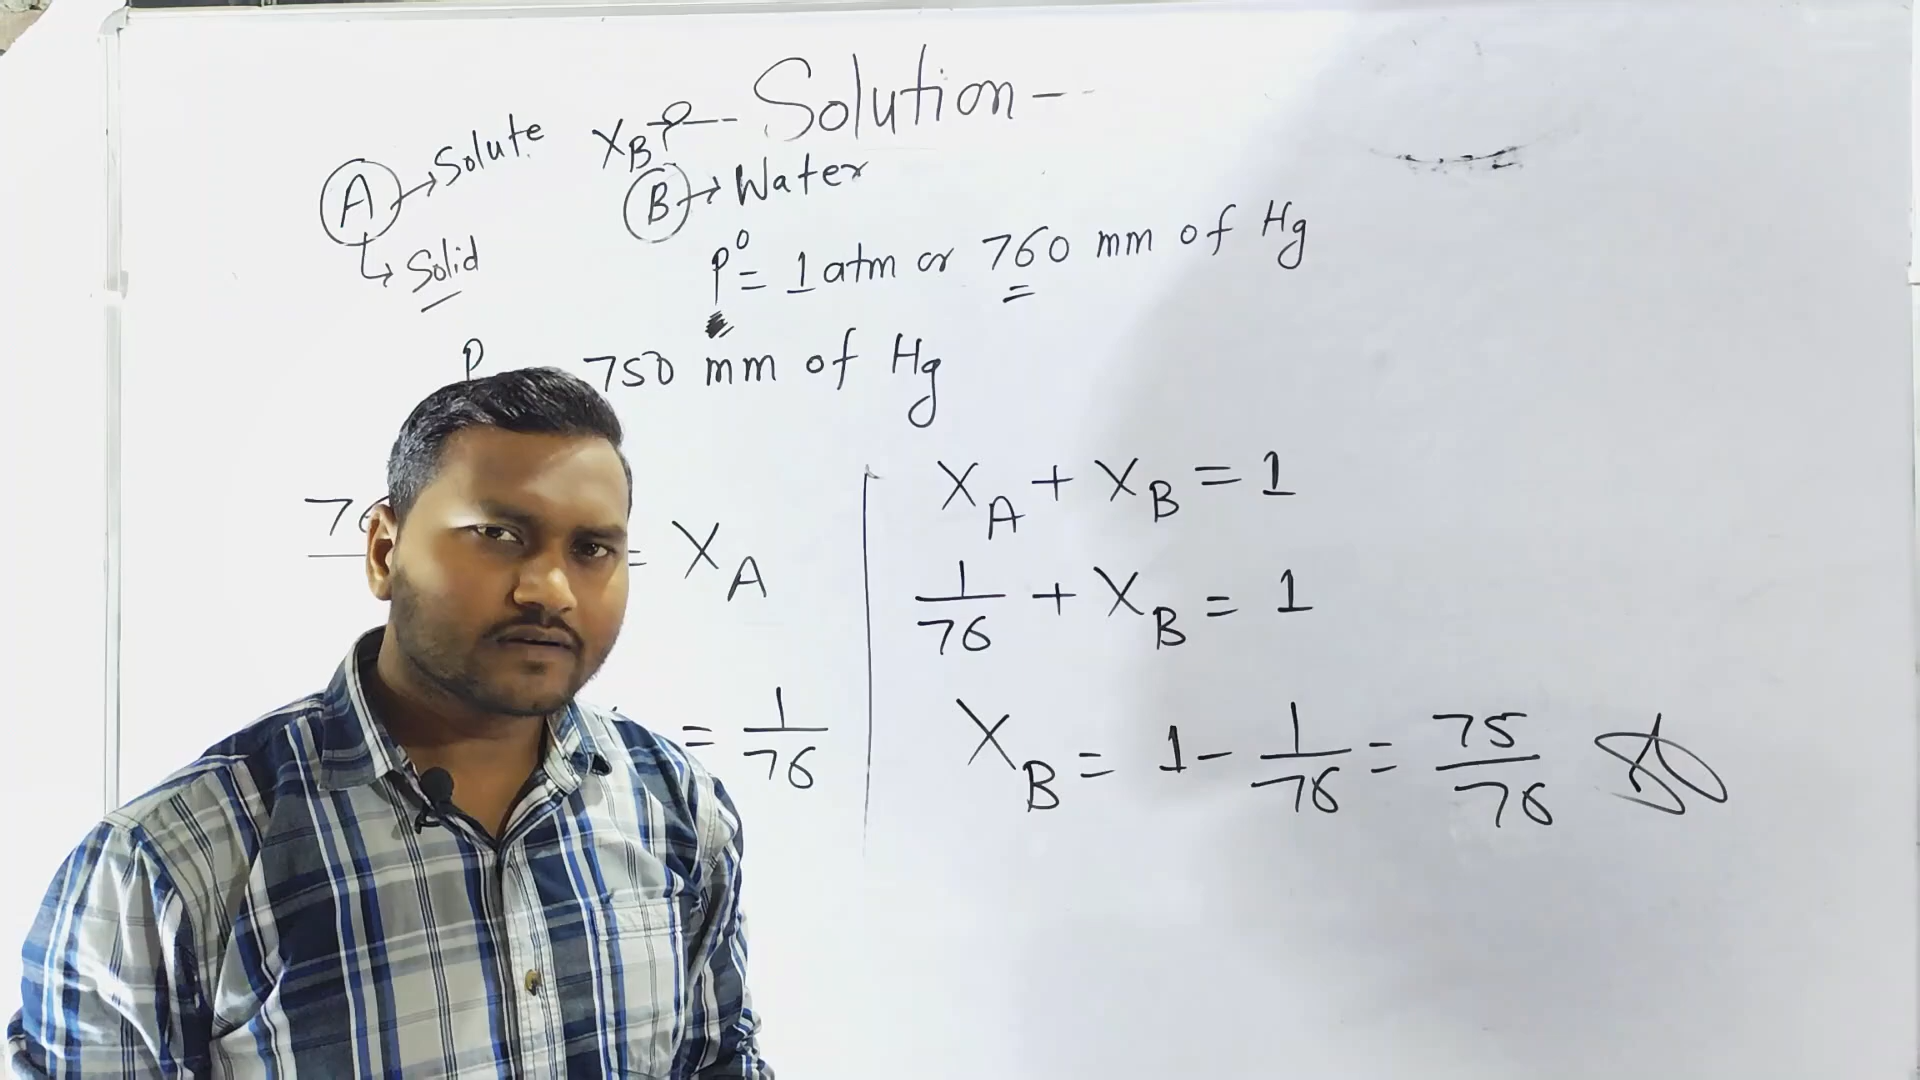 Solution --
A → Solute X_B = ?
↳ Solid
B → Water
P⁰ = 1 atm or 760 mm of Hg
P 750 mm of Hg
= X_A
= 1/76
X_A + X_B = 1
1/76 + X_B = 1
X_B = 1 - 1/76 = 75/76